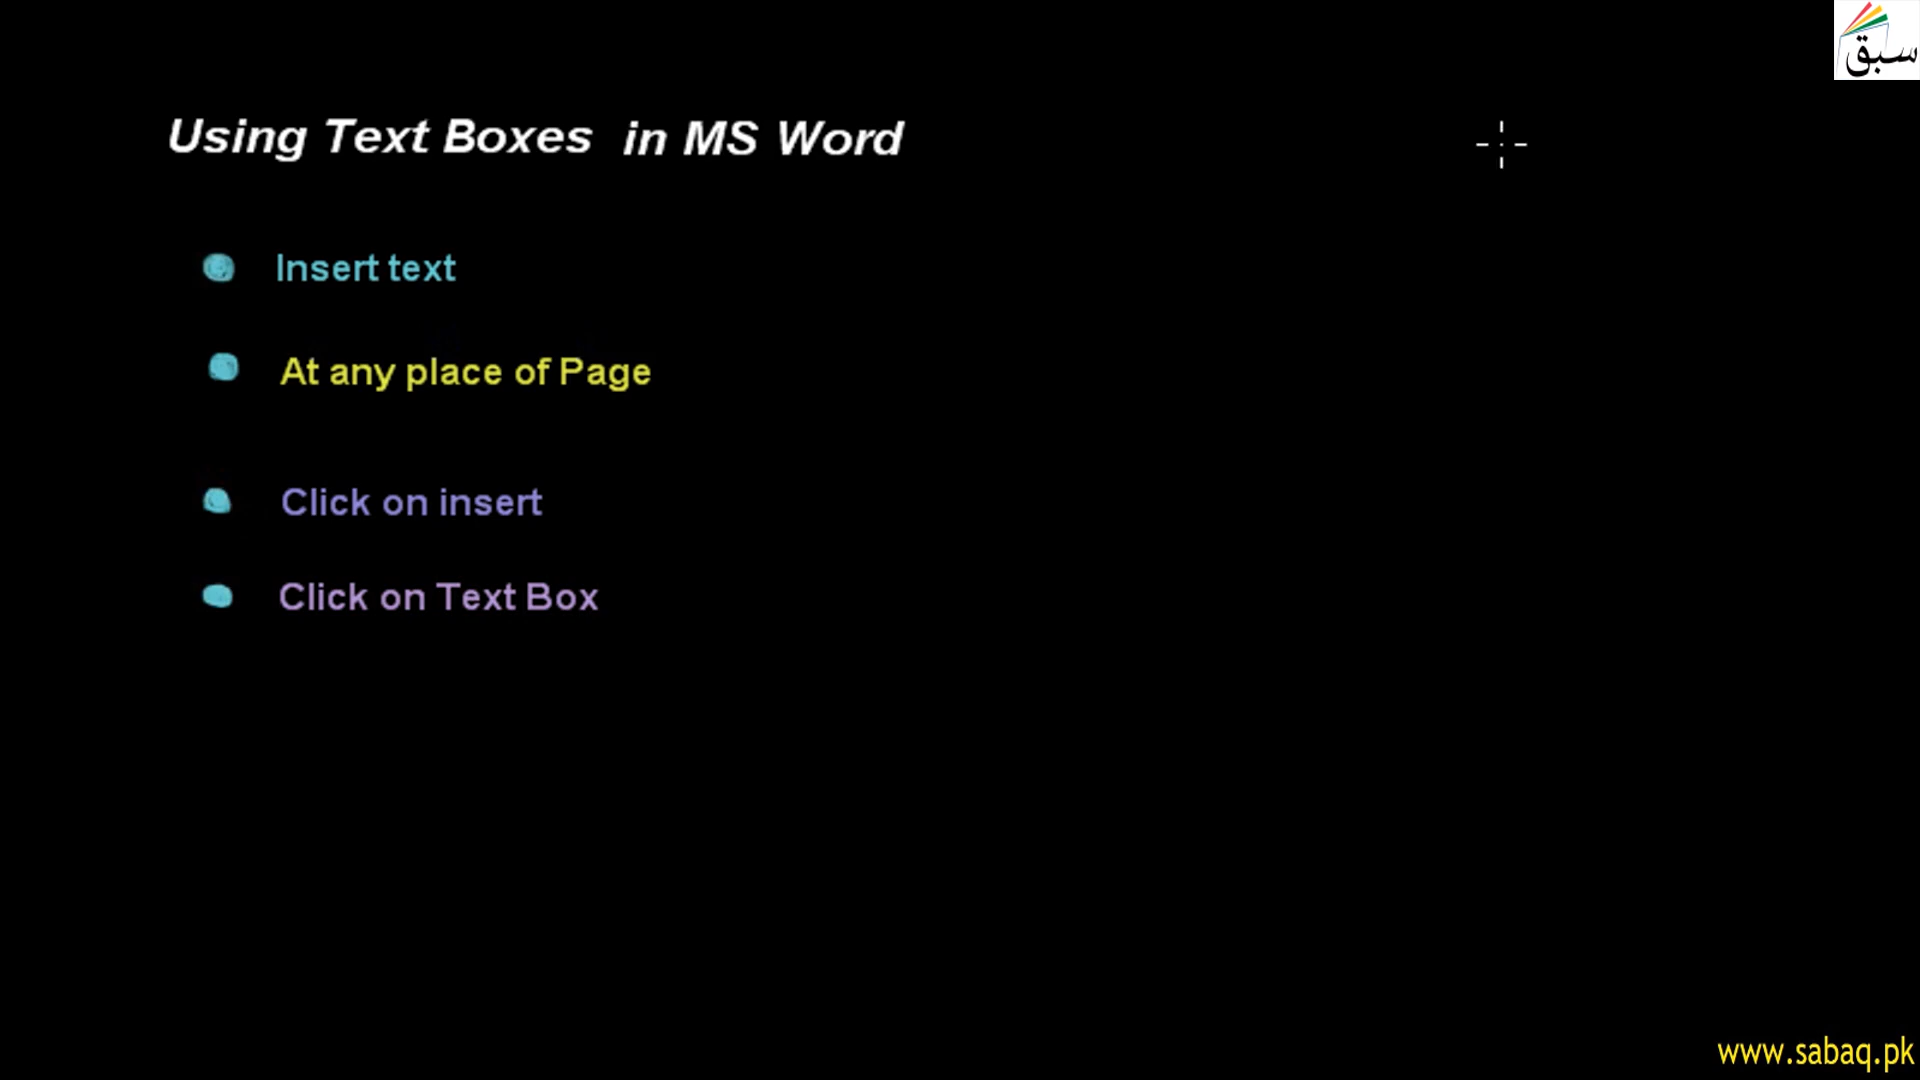 سبق
Using Text Boxes in MS Word
Insert text
At any place of Page
Click on insert
Click on Text Box
www.sabaq.pk